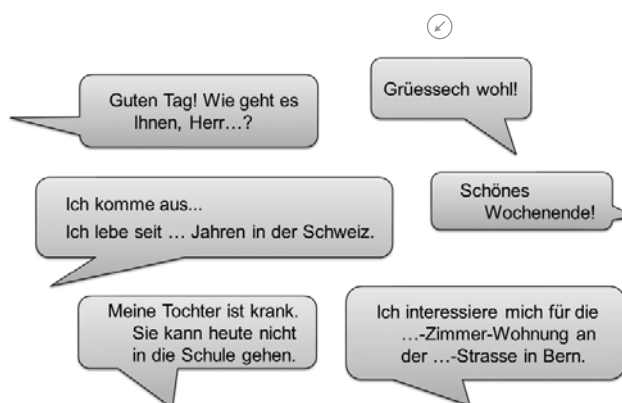 Guten Tag! Wie geht es
Ihnen, Herr…?
Grüessech wohl!
Ich komme aus...
Ich lebe seit … Jahren in der Schweiz.
Schönes
Wochenende!
Meine Tochter ist krank.
Sie kann heute nicht
in die Schule gehen.
Ich interessiere mich für die
…-Zimmer-Wohnung an
der …-Strasse in Bern.